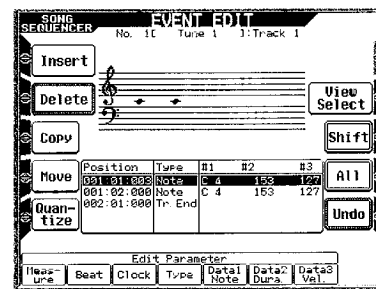 SONG SEQUENCER
EVENT EDIT
No. 10 Tune 1 1:Track 1
Insert
Delete
View Select
Copy
Shift
Move
Position Type #1 #2 #3
001:01:003 Note C 4 153 127
001:02:000 Note C 4 153 127
002:01:000 Tr.End
All
Quan-tize
Undo
Edit Parameter
Meas-ure Beat Clock Type Data1 Note Data2 Dura. Data3 Vel.